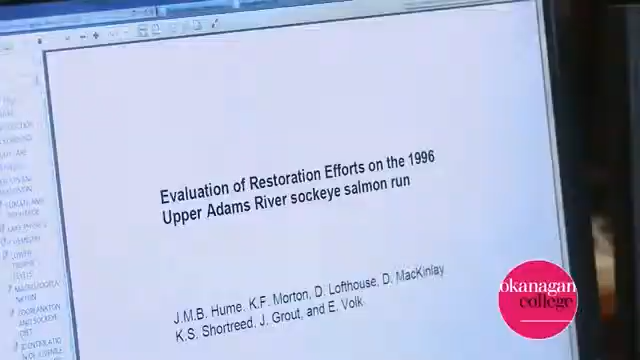 Evaluation of Restoration Efforts on the 1996
Upper Adams River sockeye salmon run
J.M.B. Hume, K.F. Morton, D. Lofthouse, D. MacKinlay
K.S. Shortreed, J. Grout, and E. Volk.
okanagan
college